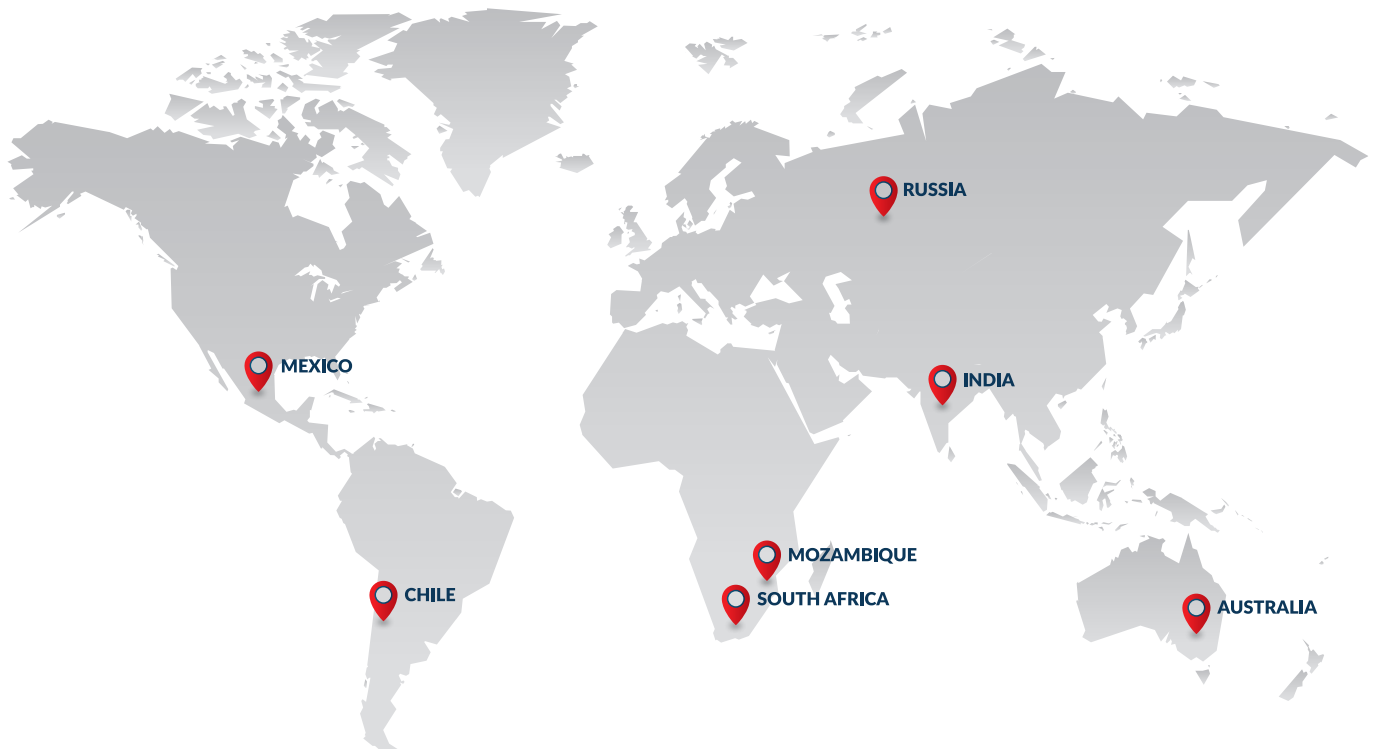 RUSSIA
MEXICO
INDIA
MOZAMBIQUE
CHILE
SOUTH AFRICA
AUSTRALIA